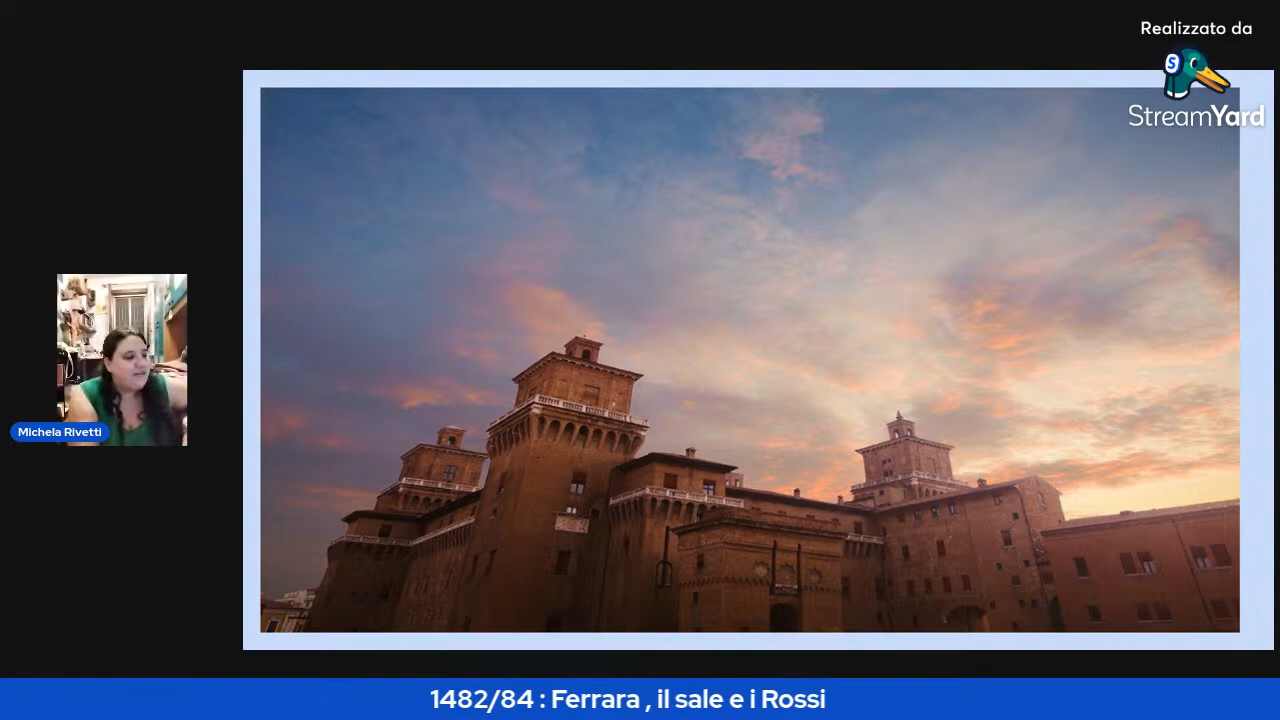 Realizzato da
S
StreamYard
Michela Rivetti
1482/84 : Ferrara , il sale e i Rossi